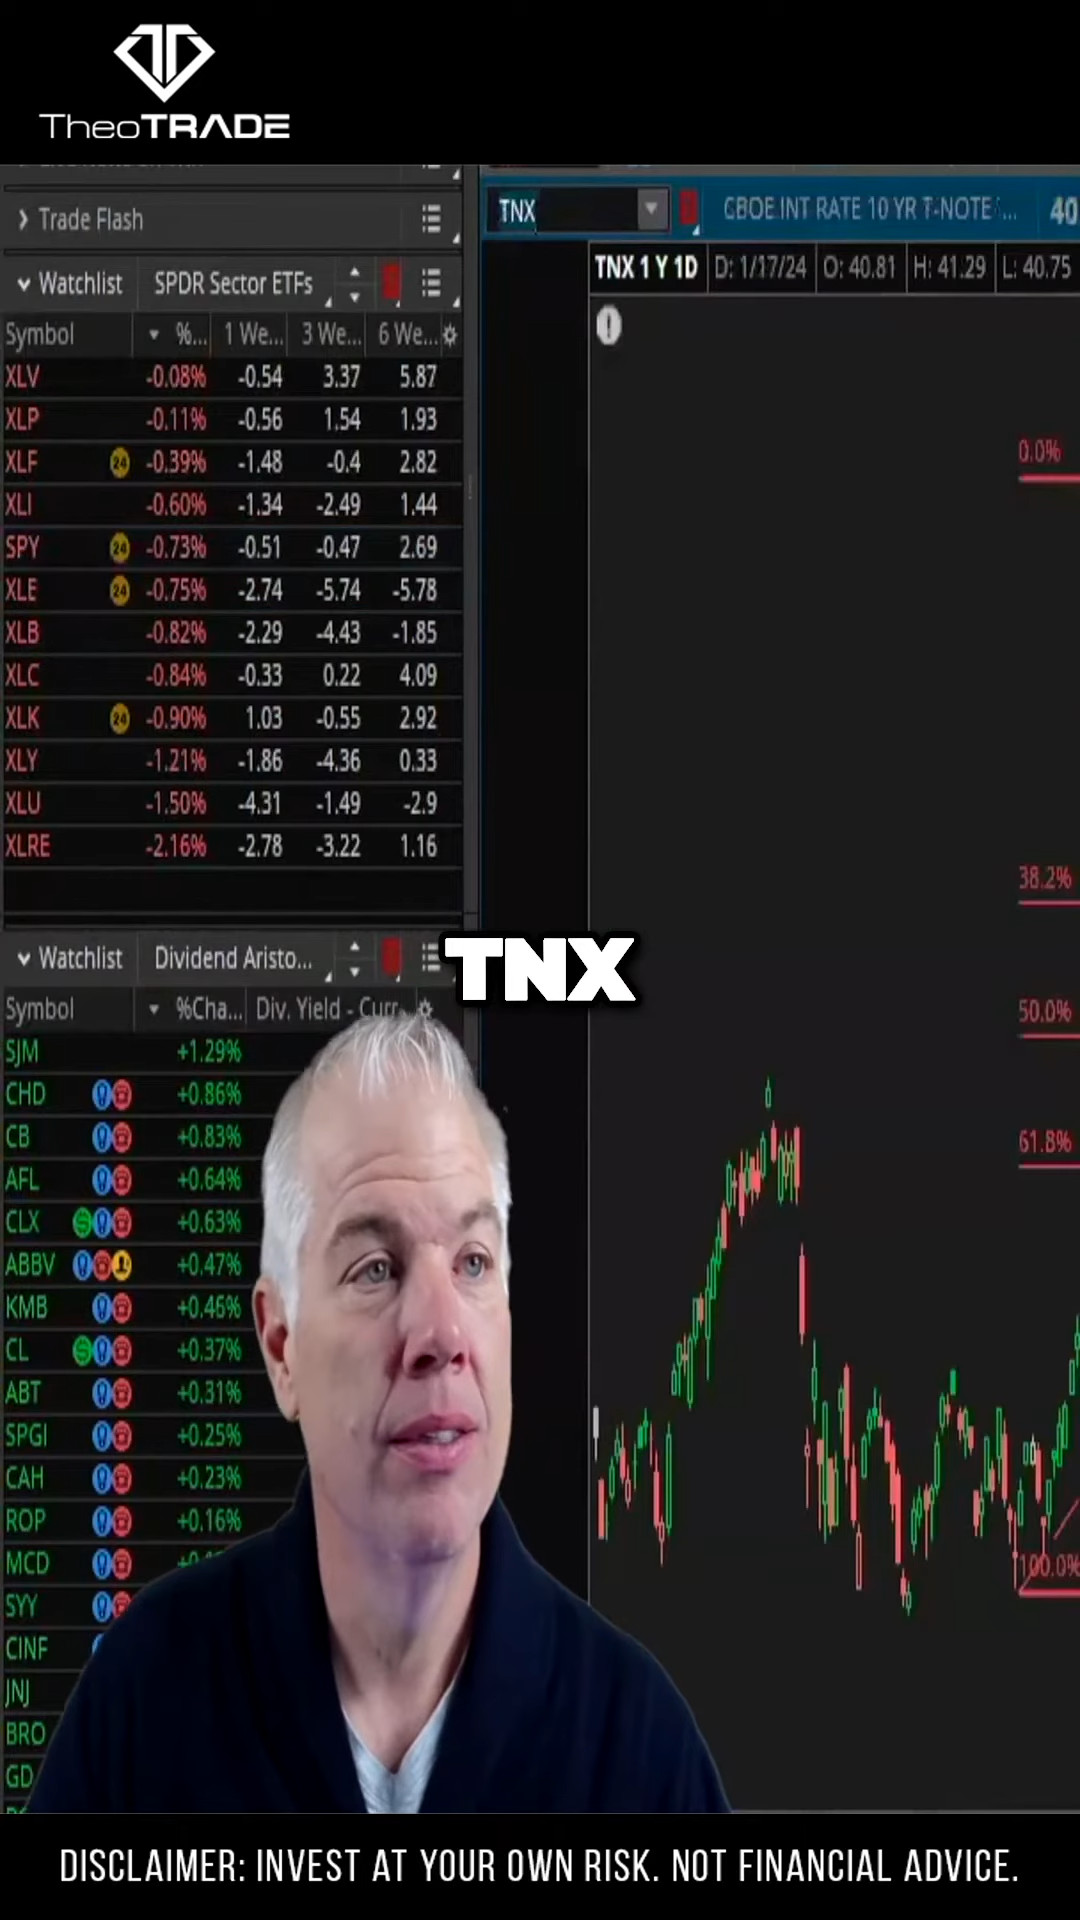 TheoTRADE
Trade Flash
Watchlist SPDR Sector ETFs
Symbol %... 1 We... 3 We... 6 We...
XLV -0.08% -0.54 3.37 5.87
XLP -0.11% -0.56 1.54 1.93
XLF 24 -0.39% -1.48 -0.4 2.82
XLI -0.60% -1.34 -2.49 1.44
SPY 24 -0.73% -0.51 -0.47 2.69
XLE 24 -0.75% -2.74 -5.74 -5.78
XLB -0.82% -2.29 -4.43 -1.85
XLC -0.84% -0.33 0.22 4.09
XLK 24 -0.90% 1.03 -0.55 2.92
XLY -1.21% -1.86 -4.36 0.33
XLU -1.50% -4.31 -1.49 -2.9
XLRE -2.16% -2.78 -3.22 1.16
Watchlist Dividend Aristo...
Symbol %Cha... Div. Yield - Curr...
SJM +1.29%
CHD +0.86%
CB +0.83%
AFL +0.64%
CLX +0.63%
ABBV +0.47%
KMB +0.46%
CL +0.37%
ABT +0.31%
SPGI +0.25%
CAH +0.23%
ROP +0.16%
MCD
SYY
CINF
JNJ
BRO
GD
TNX CBOE INT RATE 10 YR T-NOTE ... 40
TNX 1 Y 1D D: 1/17/24 O: 40.81 H: 41.29 L: 40.75
0.0%
38.2%
50.0%
61.8%
100.0%
TNX
DISCLAIMER: INVEST AT YOUR OWN RISK. NOT FINANCIAL ADVICE.